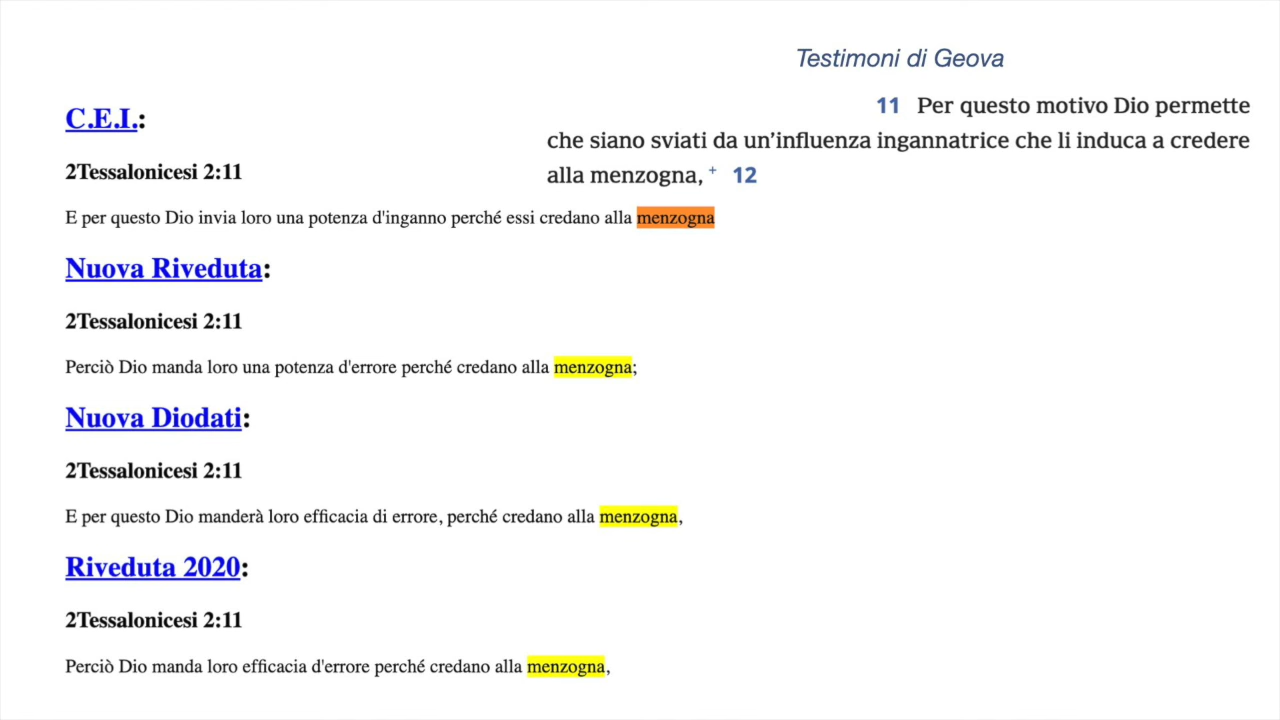 Testimoni di Geova
11 Per questo motivo Dio permette
che siano sviati da un’influenza ingannatrice che li induca a credere
alla menzogna, + 12
C.E.I.:
2Tessalonicesi 2:11
E per questo Dio invia loro una potenza d'inganno perché essi credano alla menzogna
Nuova Riveduta:
2Tessalonicesi 2:11
Perciò Dio manda loro una potenza d'errore perché credano alla menzogna;
Nuova Diodati:
2Tessalonicesi 2:11
E per questo Dio manderà loro efficacia di errore, perché credano alla menzogna,
Riveduta 2020:
2Tessalonicesi 2:11
Perciò Dio manda loro efficacia d'errore perché credano alla menzogna,